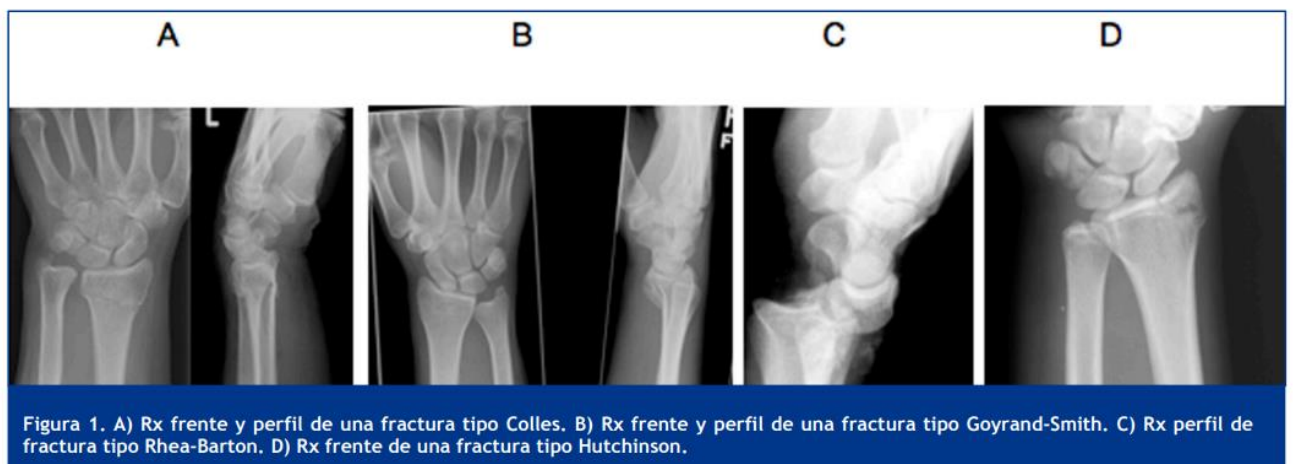 A
B
C
D
L
F
Figura 1. A) Rx frente y perfil de una fractura tipo Colles. B) Rx frente y perfil de una fractura tipo Goyrand-Smith. C) Rx perfil de
fractura tipo Rhea-Barton. D) Rx frente de una fractura tipo Hutchinson.